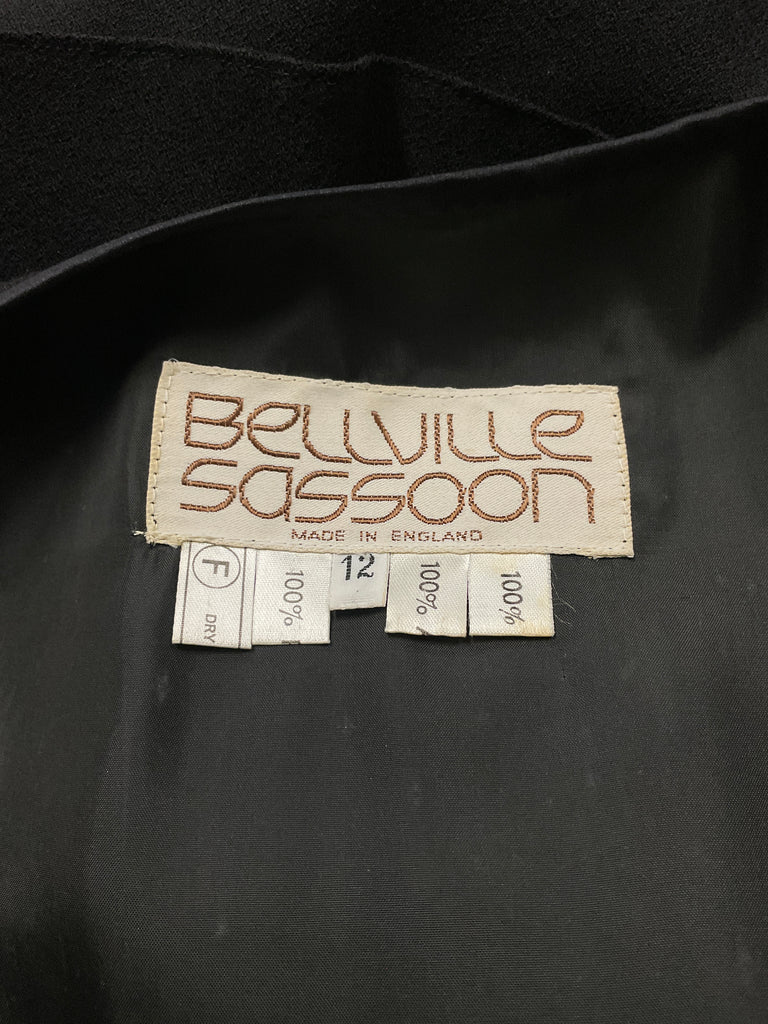 Bellville
Sassoon
MADE IN ENGLAND
F
DRY
100%
12
100%
100%